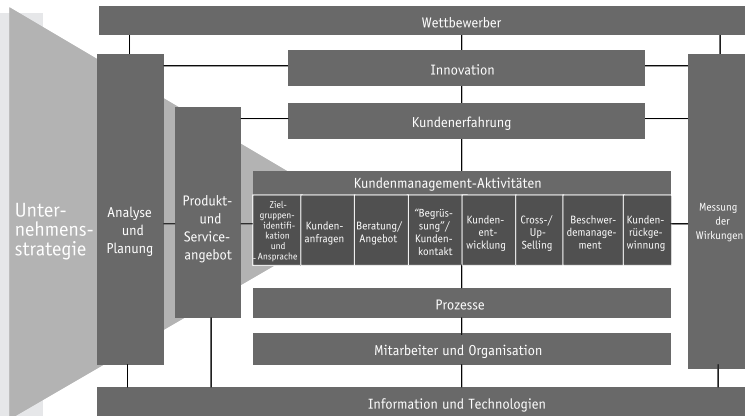 Wettbewerber
Innovation
Kundenerfahrung
Unter-
nehmens-
strategie
Analyse
und
Planung
Produkt-
und
Service-
angebot
Kundenmanagement-Aktivitäten
Ziel-
gruppen-
identifi-
kation
und
Ansprache
Kunden-
anfragen
Beratung/
Angebot
"Begrüs-
sung"/
Kunden-
kontakt
Kunden-
ent-
wicklung
Cross-/
Up-
Selling
Beschwer-
demanage-
ment
Kunden-
rückge-
winnung
Messung
der
Wirkungen
Prozesse
Mitarbeiter und Organisation
Information und Technologien